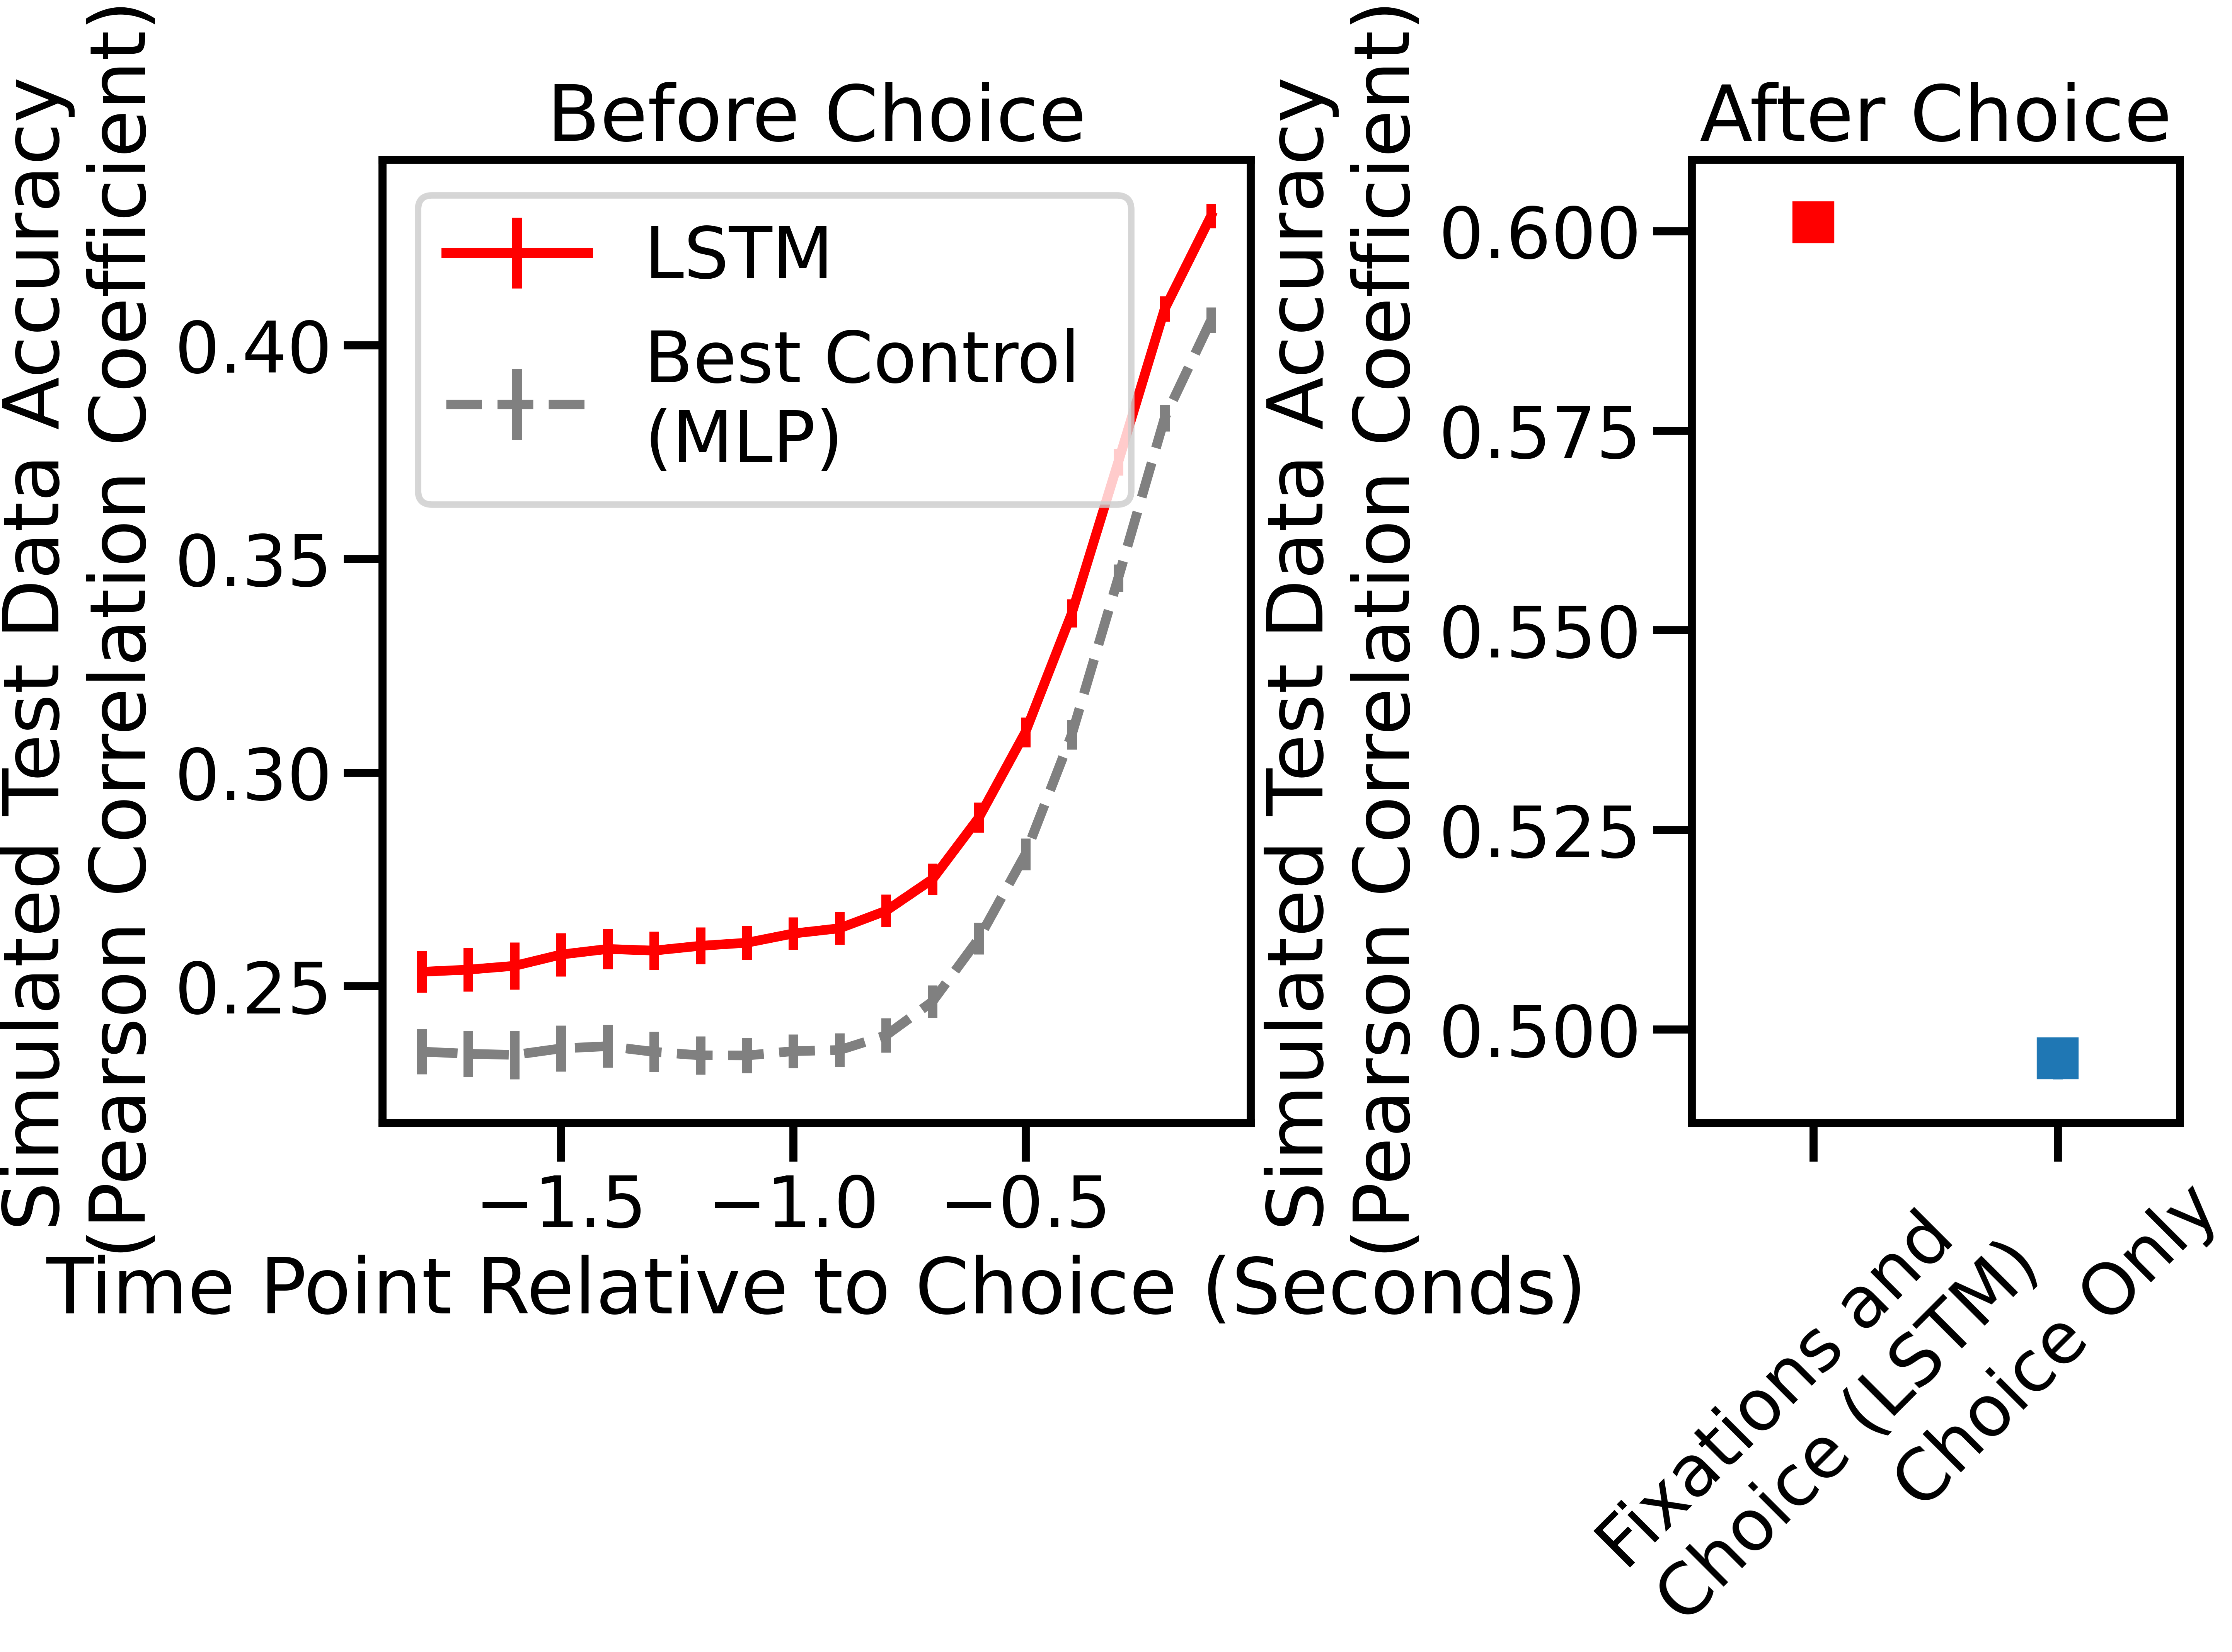 Simulated Test Data Accuracy
(Pearson Correlation Coefficient)
Before Choice
LSTM
Best Control
(MLP)
0.40
0.35
0.30
0.25
−1.5
−1.0
−0.5
Time Point Relative to Choice (Seconds)
Simulated Test Data Accuracy
(Pearson Correlation Coefficient)
After Choice
0.600
0.575
0.550
0.525
0.500
Fixations and
Choice (LSTM)
Choice Only